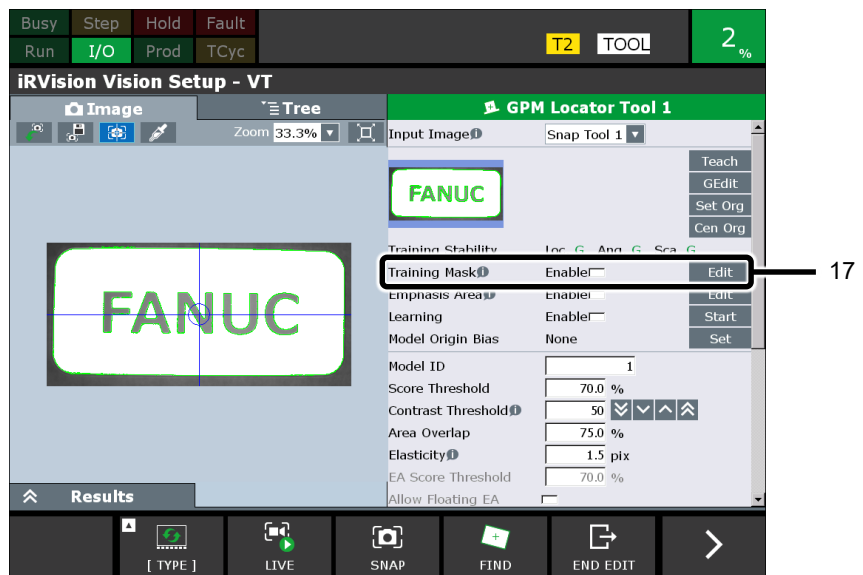 Busy Step Hold Fault
Run I/O Prod TCyc T2 TOOL 2 %
iRVision Vision Setup - VT
Image Tree GPM Locator Tool 1
Zoom 33.3% Input Image Snap Tool 1
Teach
FANUC GEdit
Set Org
Cen Org
Training Stability Loc G Ang G Sca G
Training Mask Enable Edit 17
Emphasis Area Enable Edit
FANUC
Learning Enable Start
Model Origin Bias None Set
Model ID 1
Score Threshold 70.0 %
Contrast Threshold 50
Area Overlap 75.0 %
Elasticity 1.5 pix
EA Score Threshold 70.0 %
Results Allow Floating EA
[ TYPE ] LIVE SNAP FIND END EDIT